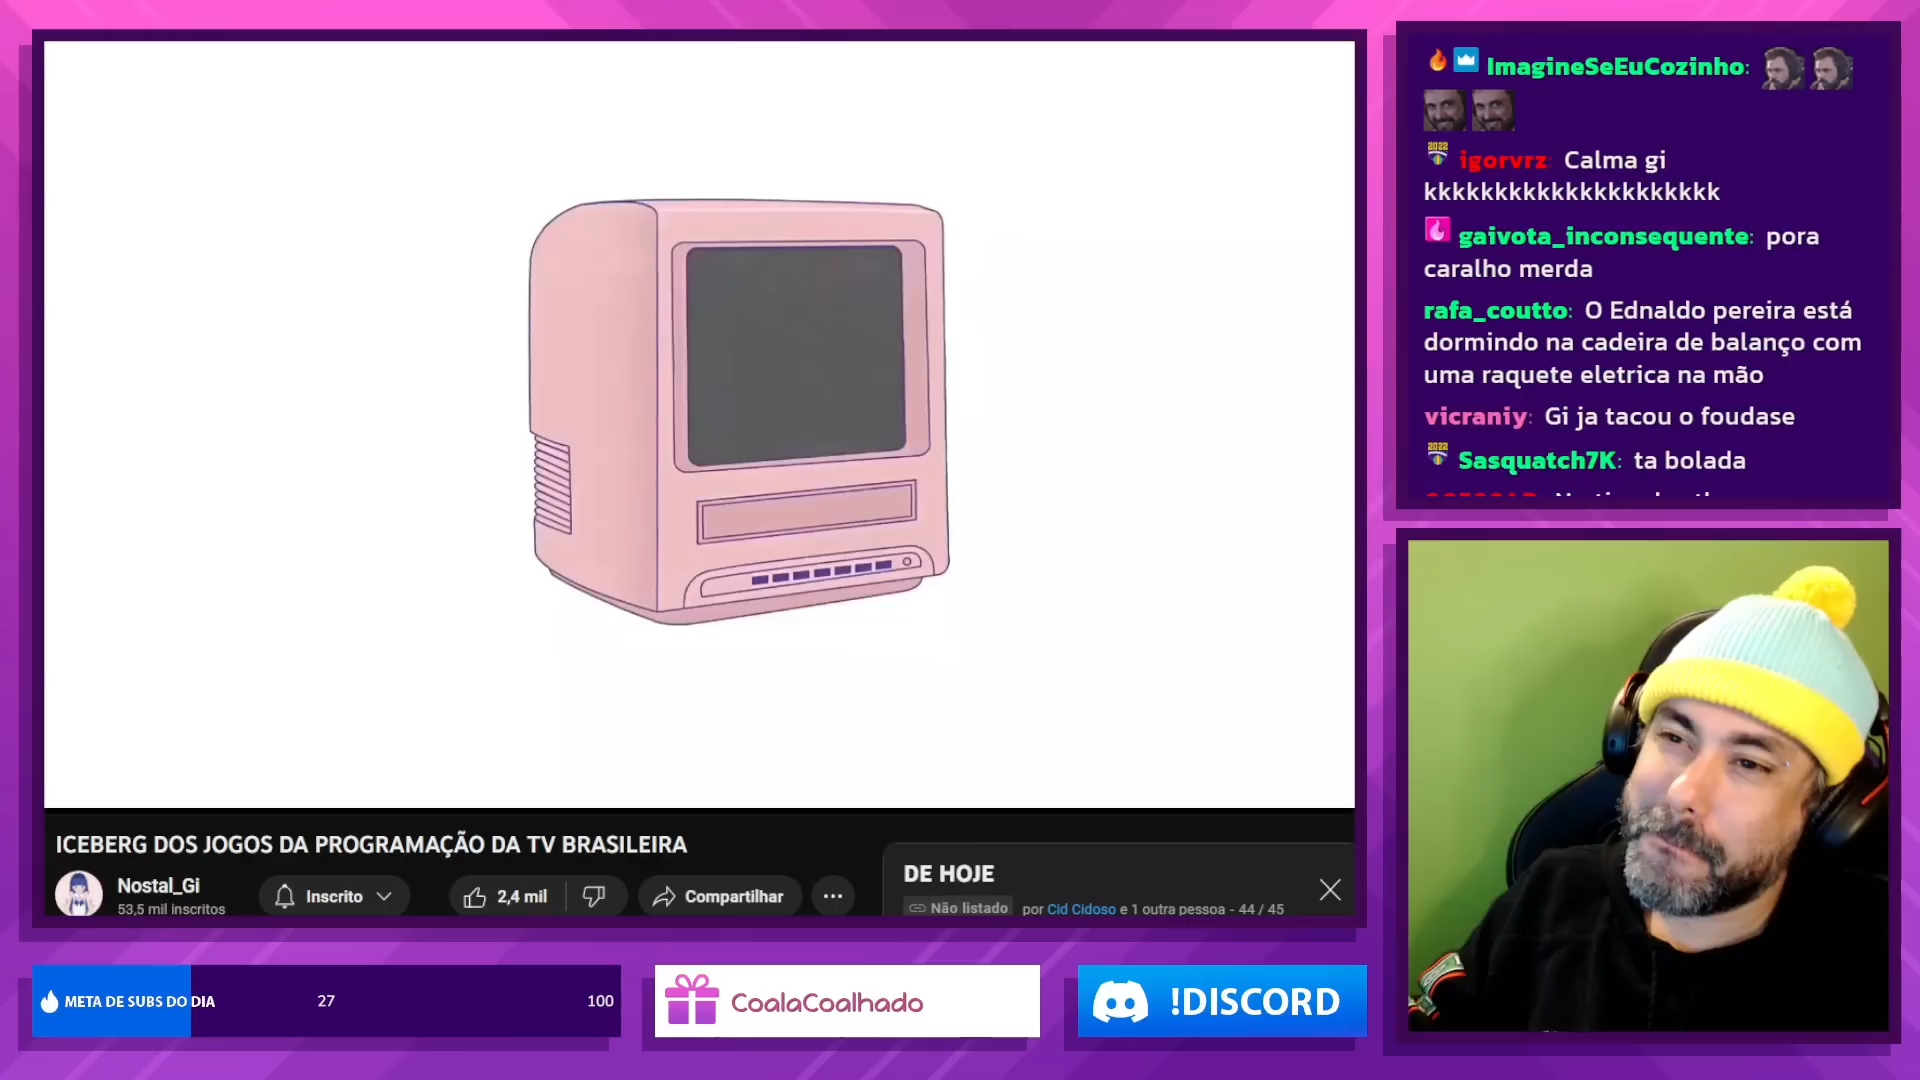 ImagineSeEuCozinho:
2022 igorvrz: Calma gi
kkkkkkkkkkkkkkkkkkkkk
gaivota_inconsequente: pora
caralho merda
rafa_coutto: O Ednaldo pereira está
dormindo na cadeira de balanço com
uma raquete eletrica na mão
vicraniy: Gi ja tacou o foudase
2022 Sasquatch7K: ta bolada
ICEBERG DOS JOGOS DA PROGRAMAÇÃO DA TV BRASILEIRA
Nostal_Gi
53,5 mil inscritos
Inscrito
2,4 mil
Compartilhar
DE HOJE
Não listado por Cid Cidoso e 1 outra pessoa - 44 / 45
META DE SUBS DO DIA 27 100
CoalaCoalhado
!DISCORD